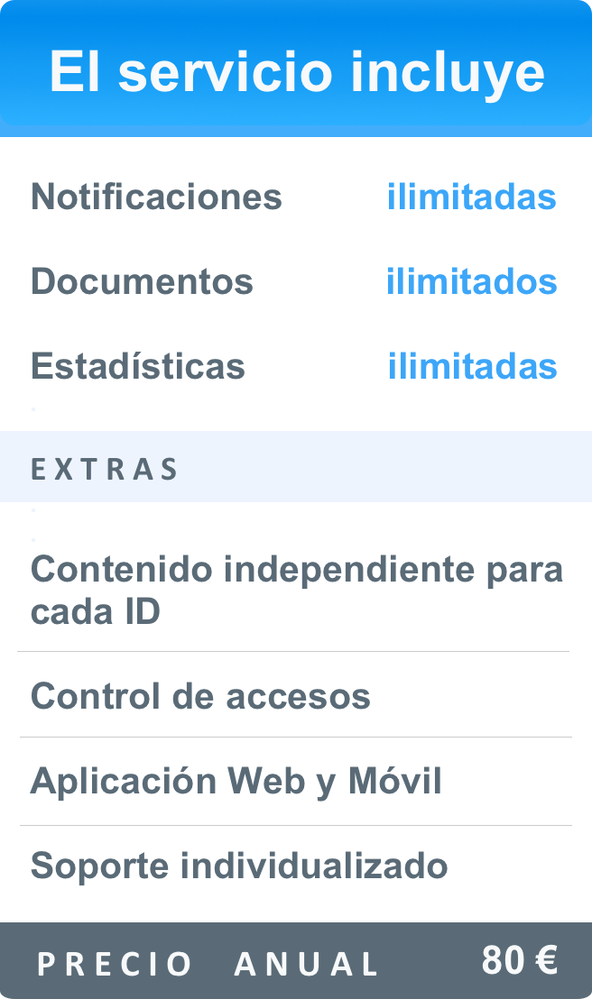 El servicio incluye
Notificaciones ilimitadas
Documentos ilimitados
Estadísticas ilimitadas
EXTRAS
Contenido independiente para
cada ID
Control de accesos
Aplicación Web y Móvil
Soporte individualizado
PRECIO ANUAL 80 €